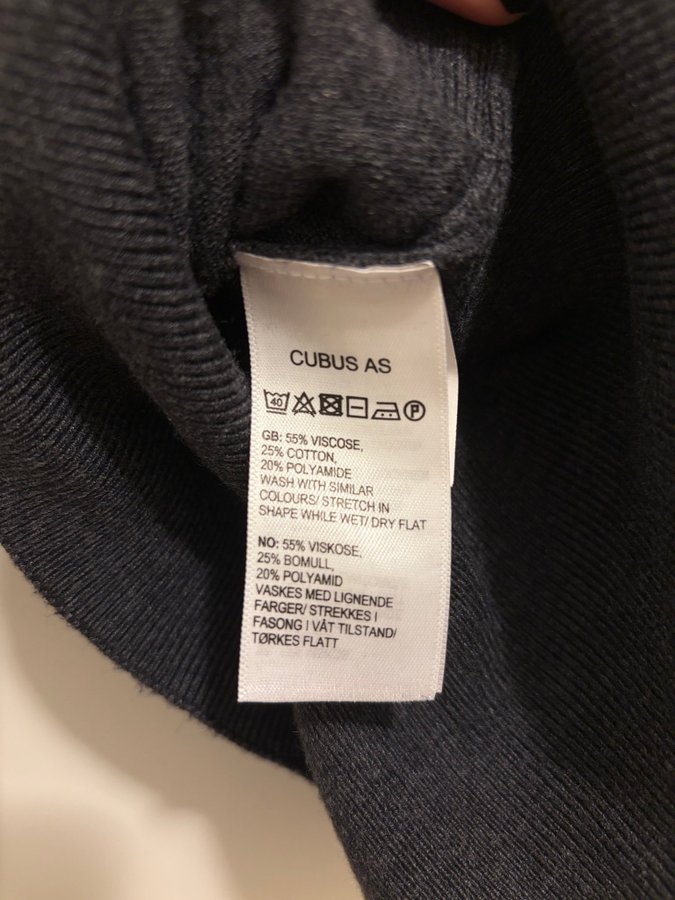 CUBUS AS
40 P
GB: 55% VISCOSE,
25% COTTON,
20% POLYAMIDE
WASH WITH SIMILAR
COLOURS/ STRETCH IN
SHAPE WHILE WET/ DRY FLAT
NO: 55% VISKOSE,
25% BOMULL,
20% POLYAMID
VASKES MED LIGNENDE
FARGER/ STREKKES I
FASONG I VÅT TILSTAND/
TØRKES FLATT